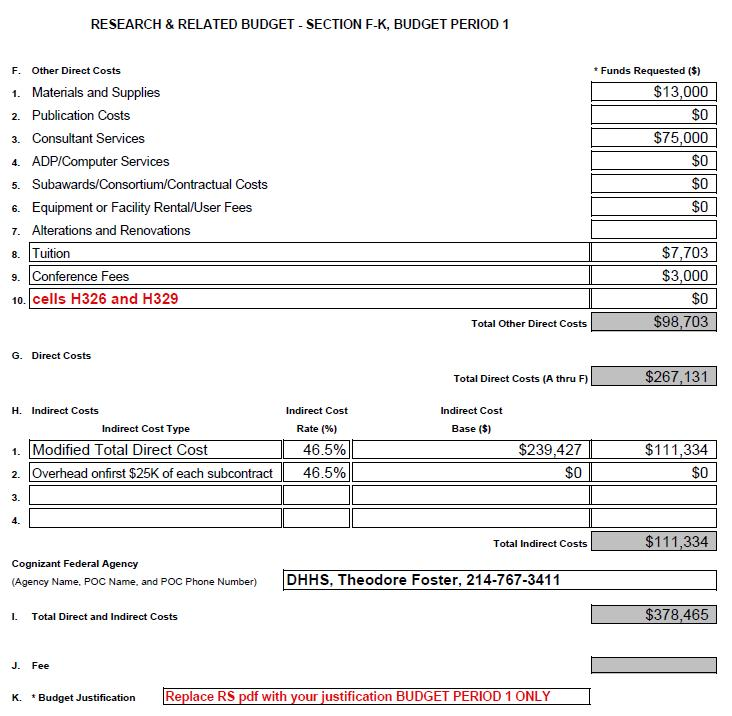 RESEARCH & RELATED BUDGET - SECTION F-K, BUDGET PERIOD 1
F. Other Direct Costs * Funds Requested ($)
1. Materials and Supplies $13,000
2. Publication Costs $0
3. Consultant Services $75,000
4. ADP/Computer Services $0
5. Subawards/Consortium/Contractual Costs $0
6. Equipment or Facility Rental/User Fees $0
7. Alterations and Renovations
8. Tuition $7,703
9. Conference Fees $3,000
10. cells H326 and H329 $0
Total Other Direct Costs $98,703
G. Direct Costs
Total Direct Costs (A thru F) $267,131
H. Indirect Costs Indirect Cost Indirect Cost
Indirect Cost Type Rate (%) Base ($)
1. Modified Total Direct Cost 46.5% $239,427 $111,334
2. Overhead onfirst $25K of each subcontract 46.5% $0 $0
3.
4.
Total Indirect Costs $111,334
Cognizant Federal Agency
(Agency Name, POC Name, and POC Phone Number) DHHS, Theodore Foster, 214-767-3411
I. Total Direct and Indirect Costs $378,465
J. Fee
K. * Budget Justification Replace RS pdf with your justification BUDGET PERIOD 1 ONLY